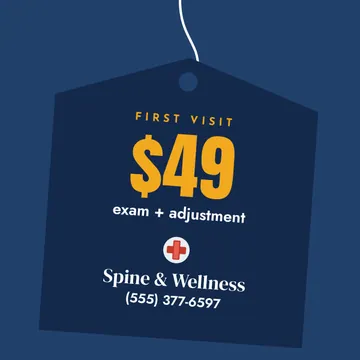 FIRST VISIT
$49
exam + adjustment
Spine & Wellness
(555) 377-6597